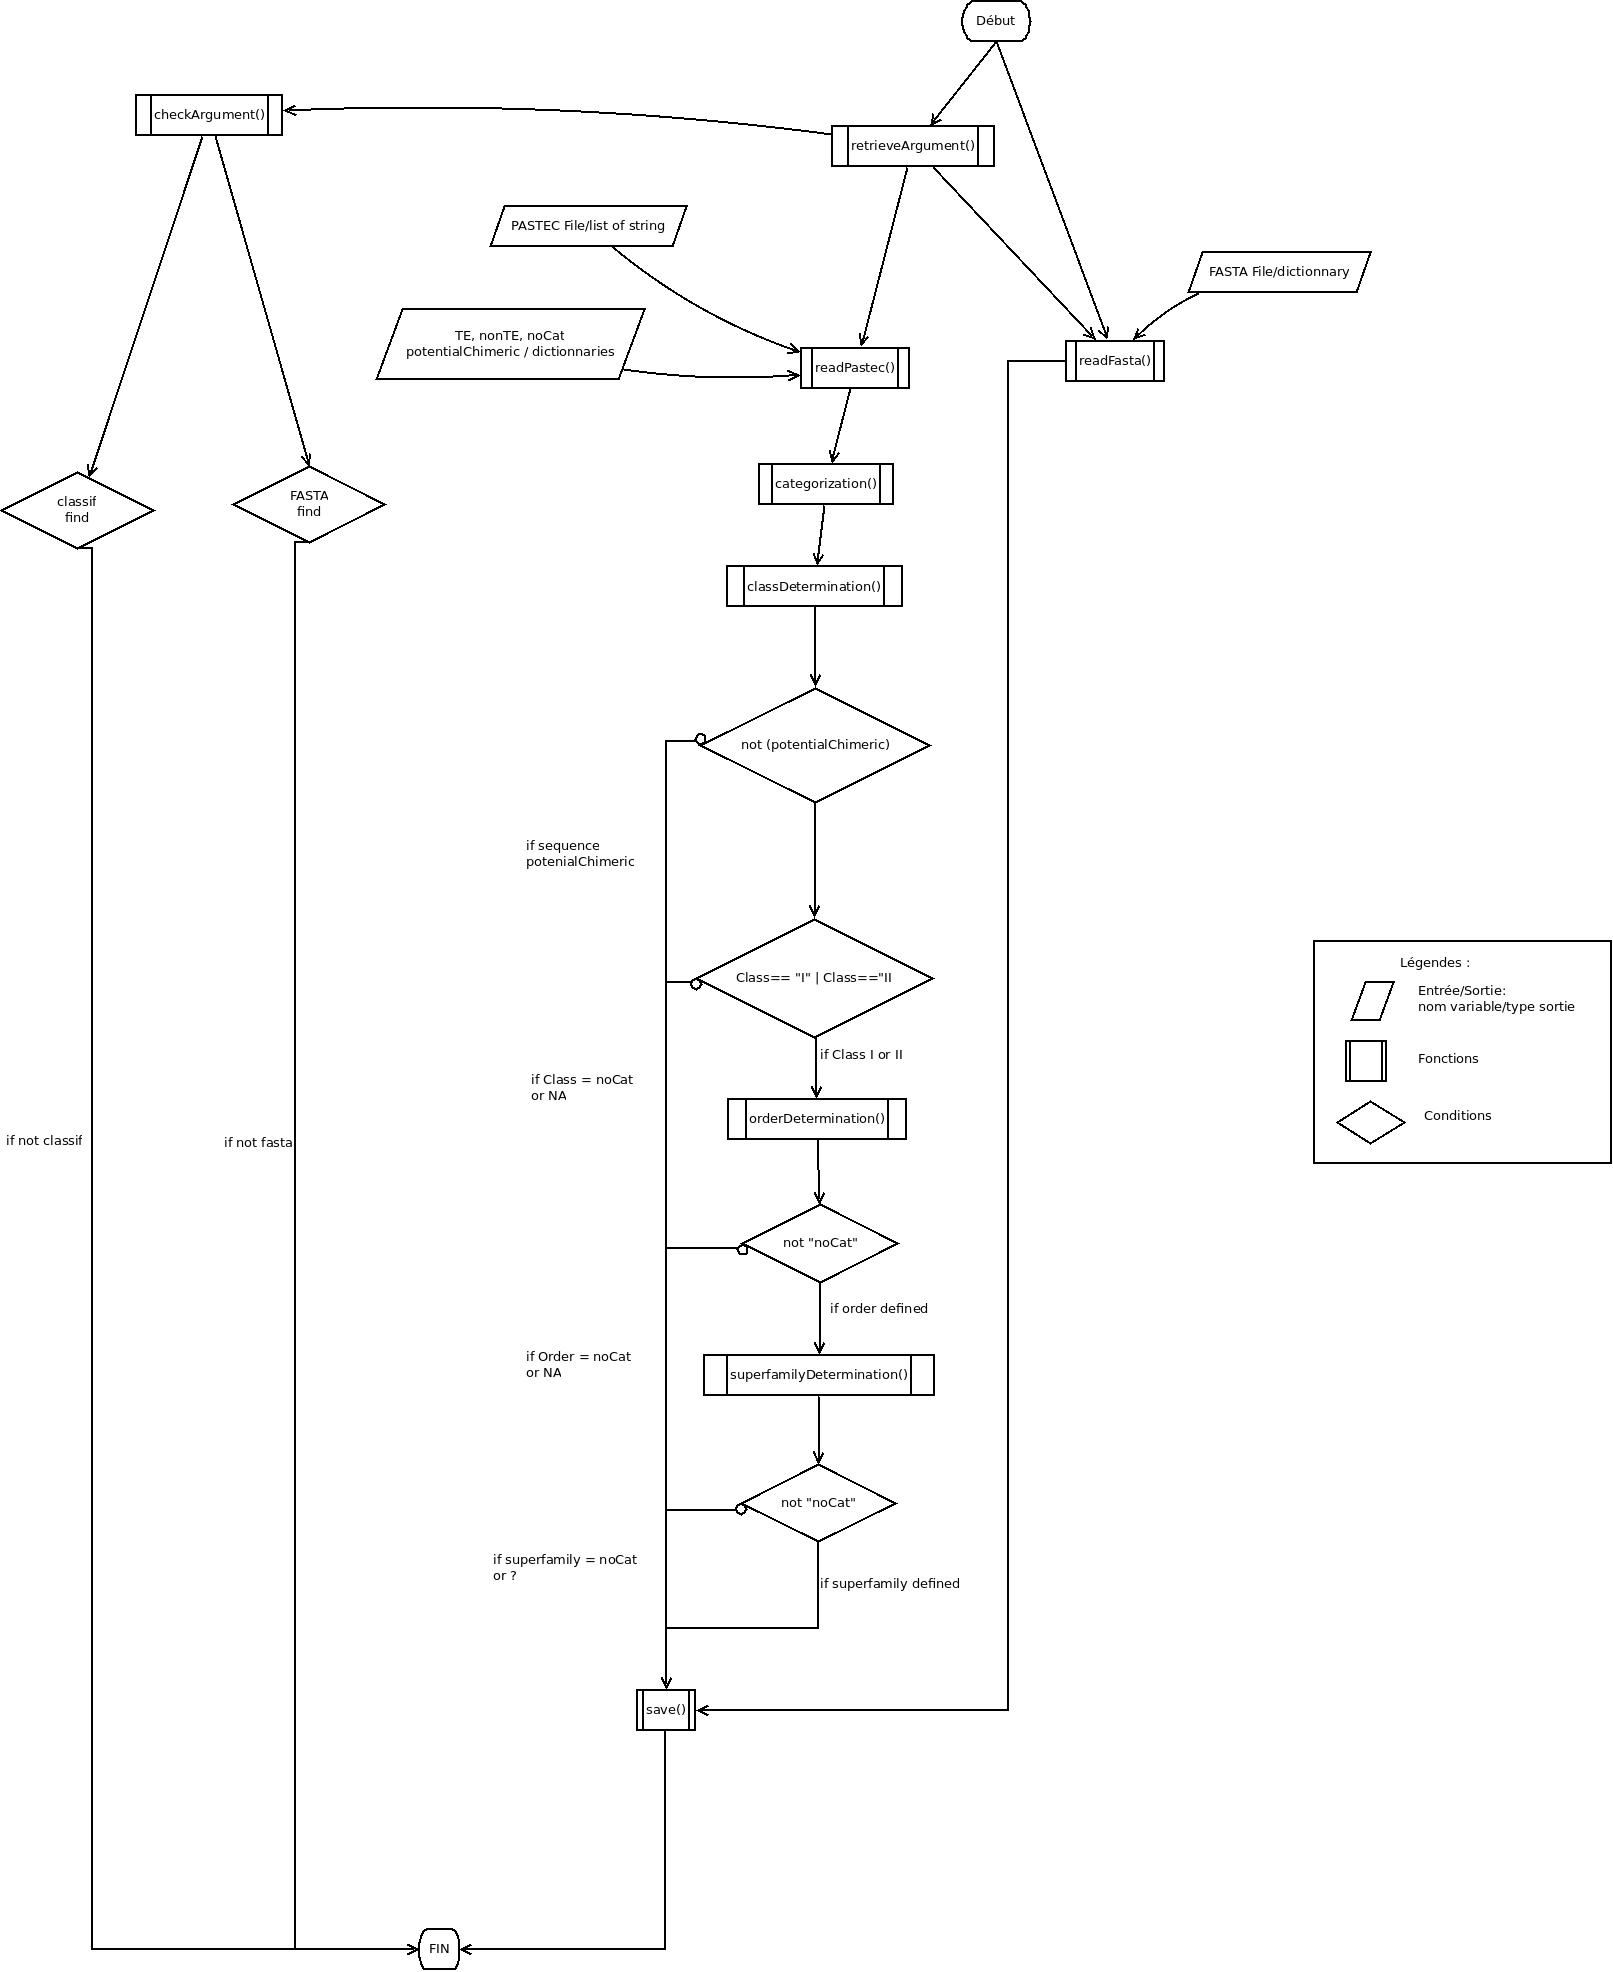 Début
checkArgument()
retrieveArgument()
PASTEC File/list of string
FASTA File/dictionnary
TE, nonTE, noCat
potentialChimeric / dictionnaries
readPastec()
readFasta()
categorization()
classif
find
FASTA
find
classDetermination()
not (potentialChimeric)
if sequence
potenialChimeric
Class== "I" | Class=="II
Légendes :
Entrée/Sortie:
nom variable/type sortie
Fonctions
Conditions
if Class I or II
if Class = noCat
or NA
orderDetermination()
if not classif
if not fasta
not "noCat"
if order defined
if Order = noCat
or NA
superfamilyDetermination()
not "noCat"
if superfamily = noCat
or ?
if superfamily defined
save()
FIN